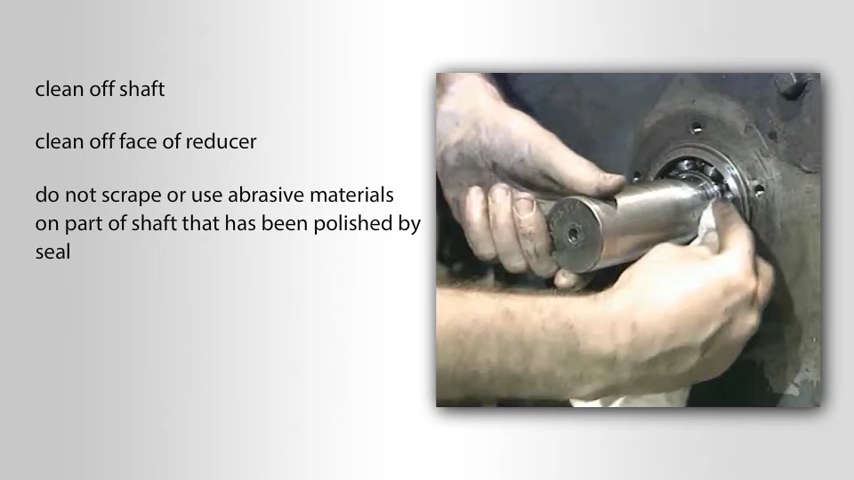 clean off shaft
clean off face of reducer
do not scrape or use abrasive materials
on part of shaft that has been polished by
seal